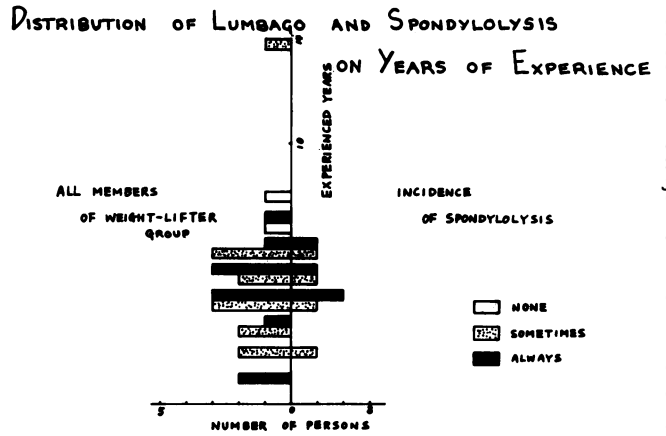 DISTRIBUTION OF LUMBAGO AND SPONDYLOLYSIS
ON YEARS OF EXPERIENCE
EXPERIENCED YEARS
10
ALL MEMBERS
OF WEIGHT-LIFTER
GROUP
INCIDENCE
OF SPONDYLOLYSIS
NONE
SOMETIMES
ALWAYS
5 0 3
NUMBER OF PERSONS